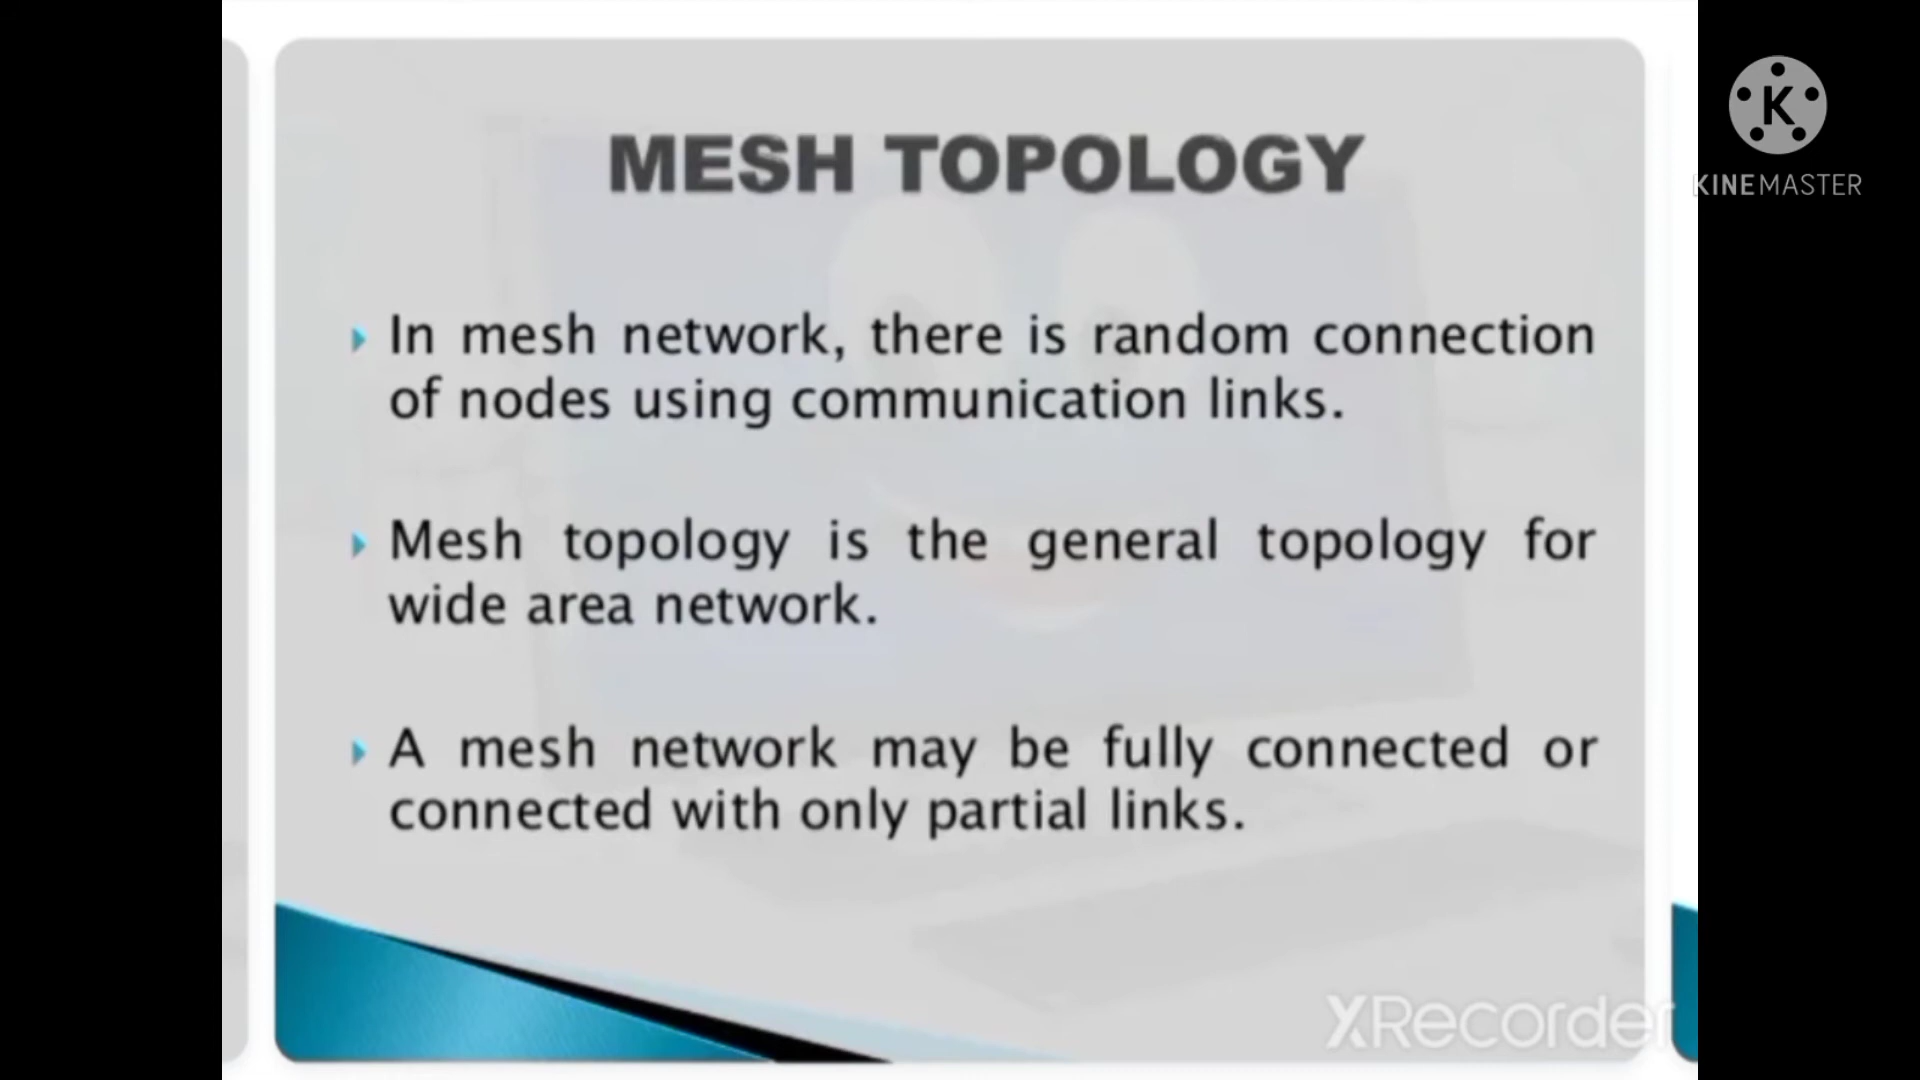 MESH TOPOLOGY
In mesh network, there is random connection
of nodes using communication links.
Mesh topology is the general topology for
wide area network.
A mesh network may be fully connected or
connected with only partial links.
K
KINEMASTER
XRecorder